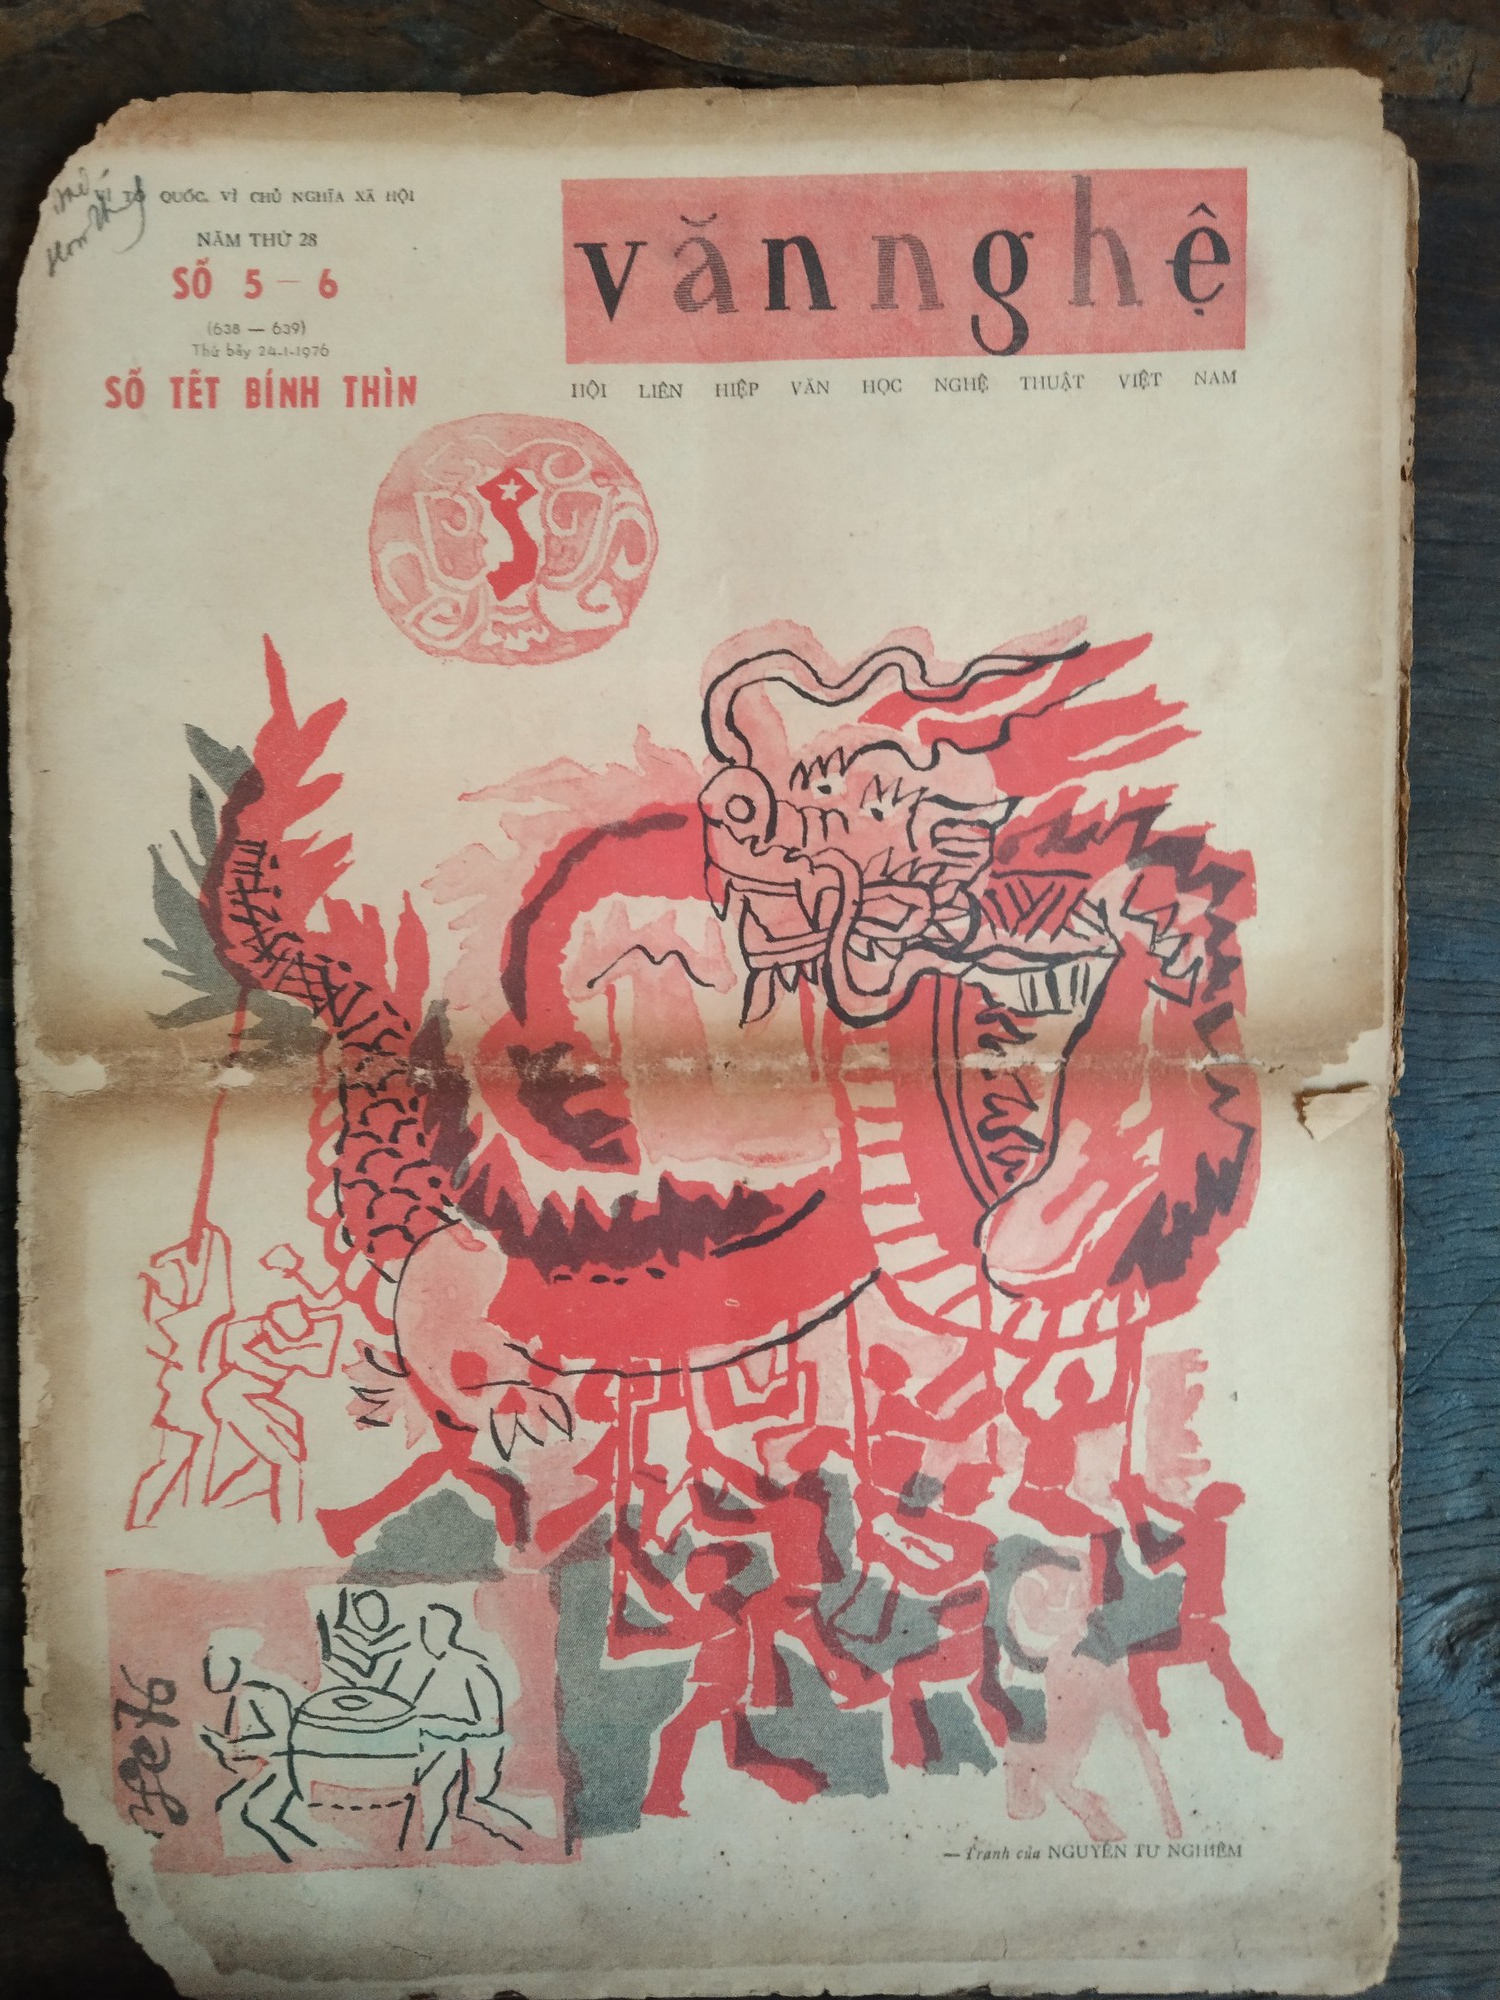 VÌ TỔ QUỐC. VÌ CHỦ NGHĨA XÃ HỘI
NĂM THỨ 28
SỐ 5 — 6
(638 — 639)
Thứ bảy 24-1-1976
SỐ TẾT BÍNH THÌN
văn nghệ
HỘI LIÊN HIỆP VĂN HỌC NGHỆ THUẬT VIỆT NAM
— Tranh của NGUYỄN TƯ NGHIÊM